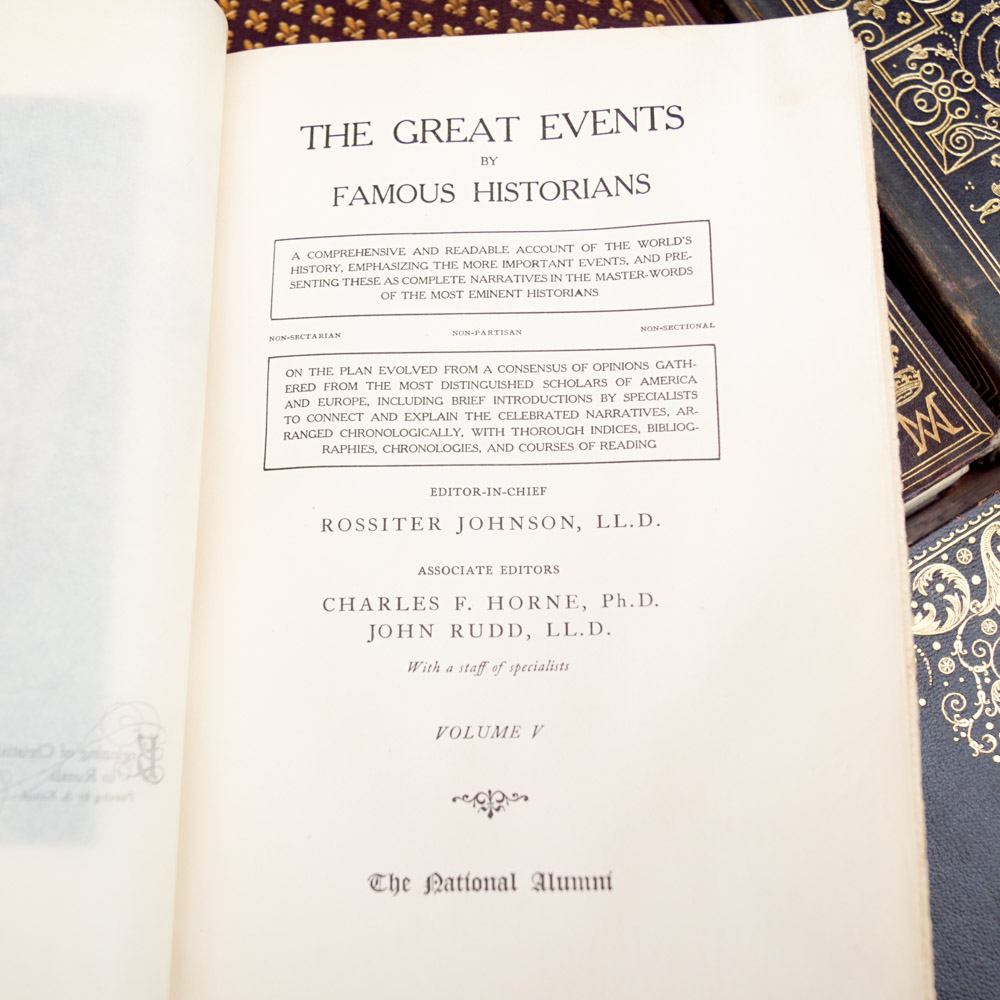 THE GREAT EVENTS
BY
FAMOUS HISTORIANS
A COMPREHENSIVE AND READABLE ACCOUNT OF THE WORLD'S
HISTORY, EMPHASIZING THE MORE IMPORTANT EVENTS, AND PRE-
SENTING THESE AS COMPLETE NARRATIVES IN THE MASTER-WORDS
OF THE MOST EMINENT HISTORIANS
NON-SECTARIAN NON-PARTISAN NON-SECTIONAL
ON THE PLAN EVOLVED FROM A CONSENSUS OF OPINIONS GATH-
ERED FROM THE MOST DISTINGUISHED SCHOLARS OF AMERICA
AND EUROPE, INCLUDING BRIEF INTRODUCTIONS BY SPECIALISTS
TO CONNECT AND EXPLAIN THE CELEBRATED NARRATIVES, AR-
RANGED CHRONOLOGICALLY, WITH THOROUGH INDICES, BIBLIOG-
RAPHIES, CHRONOLOGIES, AND COURSES OF READING
EDITOR-IN-CHIEF
ROSSITER JOHNSON, LL.D.
ASSOCIATE EDITORS
CHARLES F. HORNE, Ph.D.
JOHN RUDD, LL.D.
With a staff of specialists
VOLUME V
The National Alumni